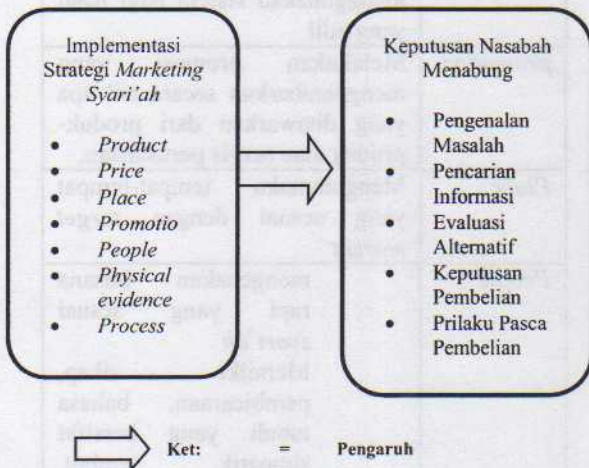 Implementasi
Strategi Marketing
Syari'ah
• Product
• Price
• Place
• Promotio
• People
• Physical
evidence
• Process
Keputusan Nasabah
Menabung
• Pengenalan
Masalah
• Pencarian
Informasi
• Evaluasi
Alternatif
• Keputusan
Pembelian
• Prilaku Pasca
Pembelian
Ket: = Pengaruh